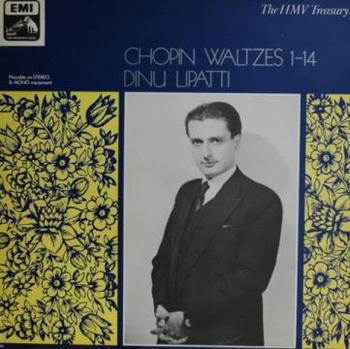 EMI
The HMV Treasury
CHOPIN WALTZES 1-14
DINU LIPATTI
Playable on STEREO
& MONO equipment